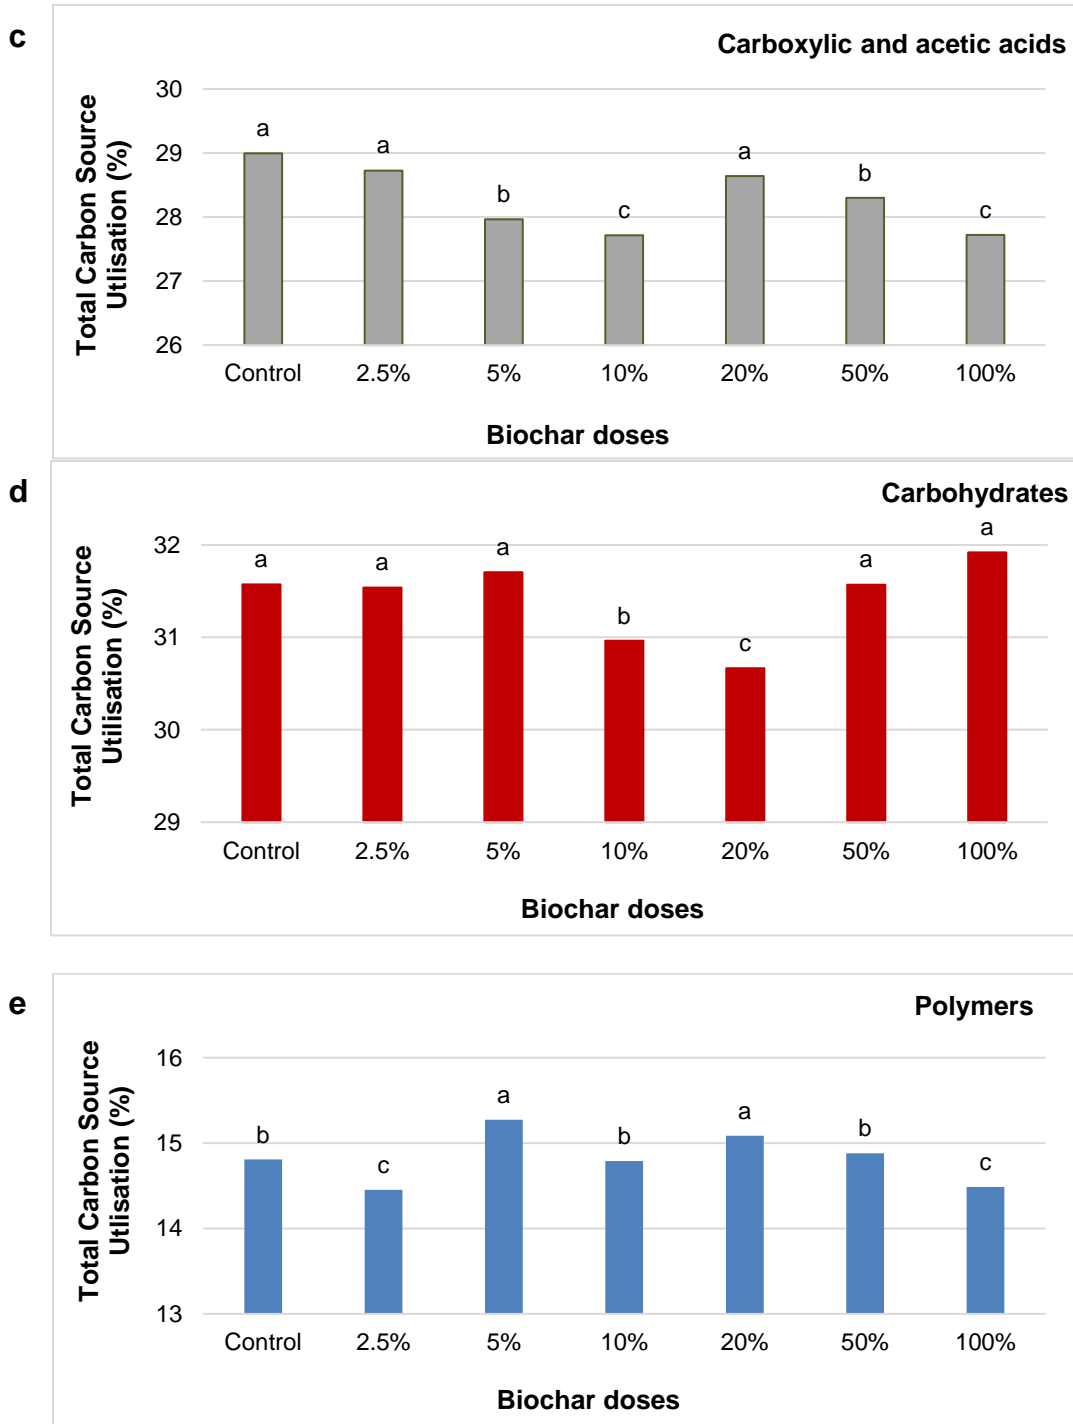 c
Carboxylic and acetic acids
Total Carbon Source
Utlisation (%)
30
29
28
27
26
a
a
b
c
a
b
c
Control 2.5% 5% 10% 20% 50% 100%
Biochar doses
d
Carbohydrates
Total Carbon Source
Utilisation (%)
32
31
30
29
a
a
a
b
c
a
a
Control 2.5% 5% 10% 20% 50% 100%
Biochar doses
e
Polymers
Total Carbon Source
Utlisation (%)
16
15
14
13
b
c
a
b
a
b
c
Control 2.5% 5% 10% 20% 50% 100%
Biochar doses